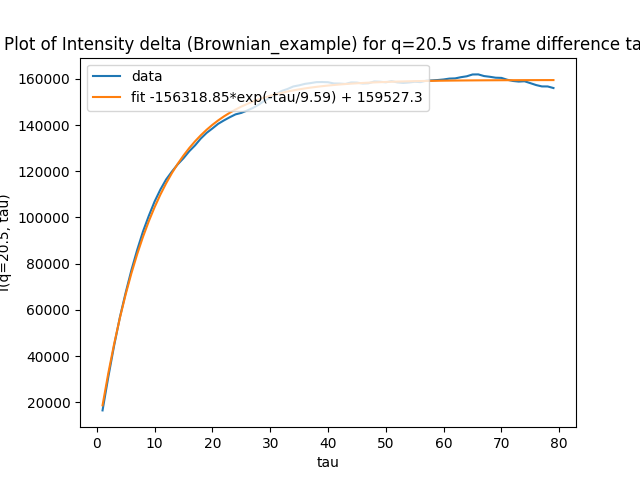 Plot of Intensity delta (Brownian_example) for q=20.5 vs frame difference ta
data
fit -156318.85*exp(-tau/9.59) + 159527.3
160000
140000
120000
100000
80000
60000
40000
20000
I(q=20.5, tau)
0 10 20 30 40 50 60 70 80
tau